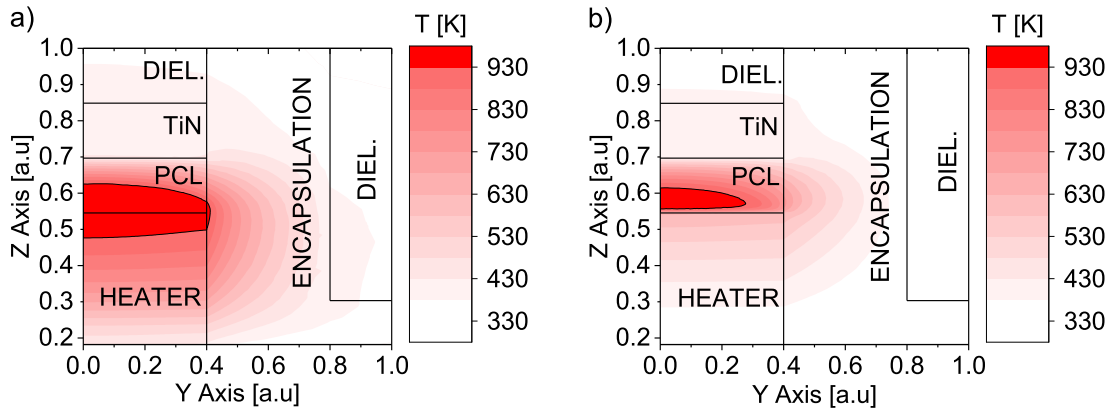 a)
T [K]
1.0
0.9
0.8
0.7
0.6
0.5
0.4
0.3
0.2
Z Axis [a.u]
DIEL.
TiN
PCL
HEATER
ENCAPSULATION
DIEL.
0.0 0.2 0.4 0.6 0.8 1.0
Y Axis [a.u]
930
830
730
630
530
430
330
b)
T [K]
1.0
0.9
0.8
0.7
0.6
0.5
0.4
0.3
0.2
Z Axis [a.u]
DIEL.
TiN
PCL
HEATER
ENCAPSULATION
DIEL.
0.0 0.2 0.4 0.6 0.8 1.0
Y Axis [a.u]
930
830
730
630
530
430
330